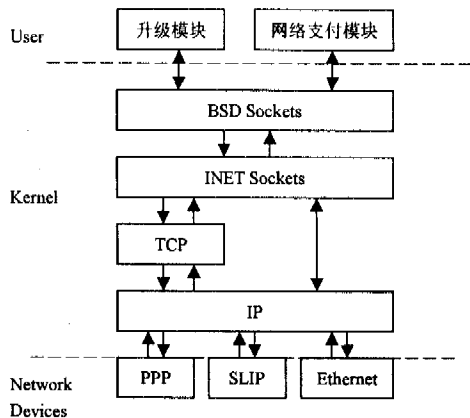 User
升级模块
网络支付模块
BSD Sockets
INET Sockets
Kernel
TCP
IP
PPP
SLIP
Ethernet
Network
Devices